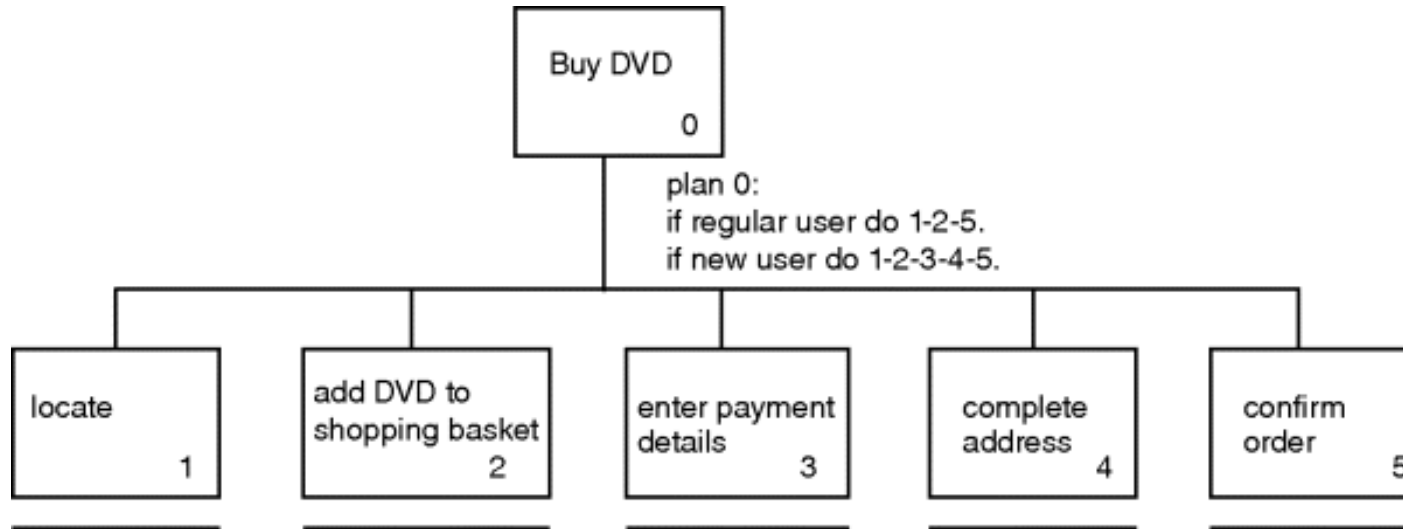 Buy DVD
0
plan 0:
if regular user do 1-2-5.
if new user do 1-2-3-4-5.
locate
1
add DVD to
shopping basket
2
enter payment
details
3
complete
address
4
confirm
order
5